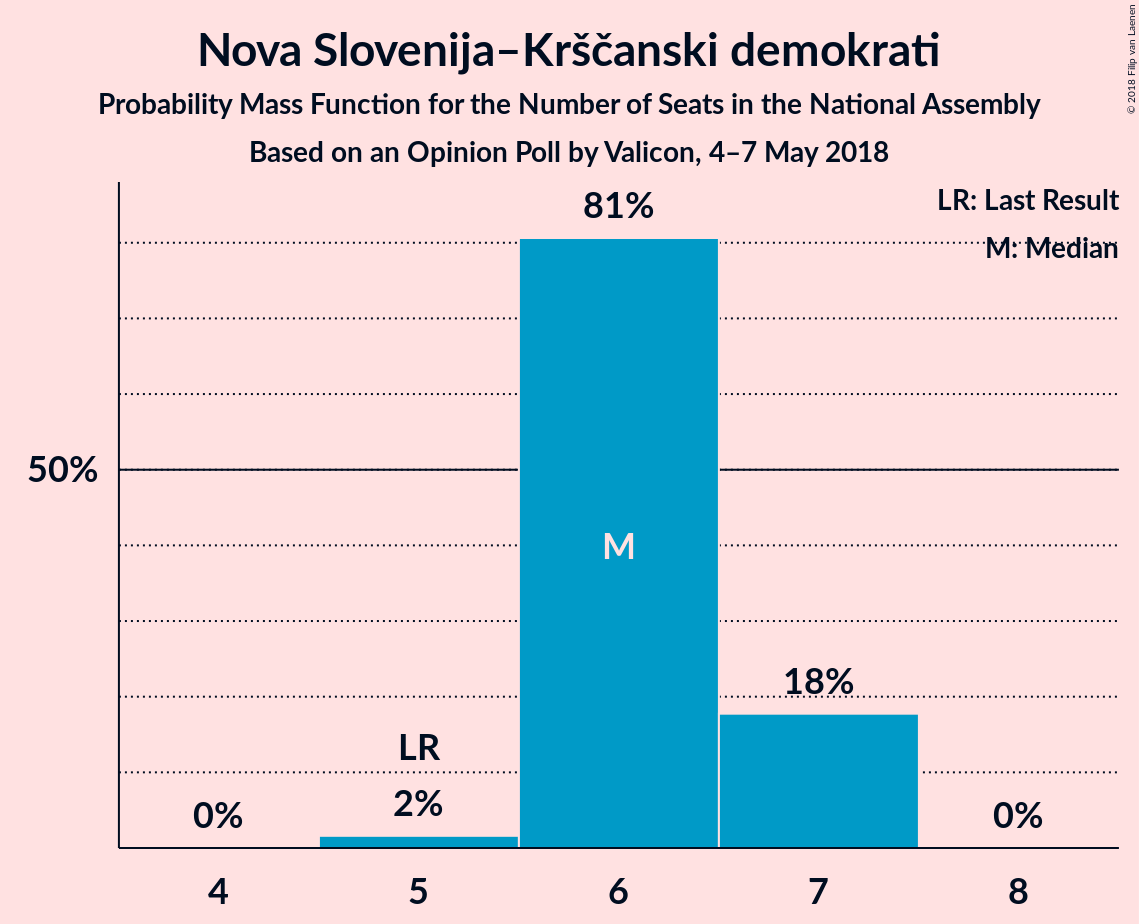 Nova Slovenija–Krščanski demokrati
Probability Mass Function for the Number of Seats in the National Assembly
Based on an Opinion Poll by Valicon, 4–7 May 2018
© 2018 Filip van Laenen
LR: Last Result
M: Median
81%
50%
M
18%
LR
0%
2%
0%
4
5
6
7
8